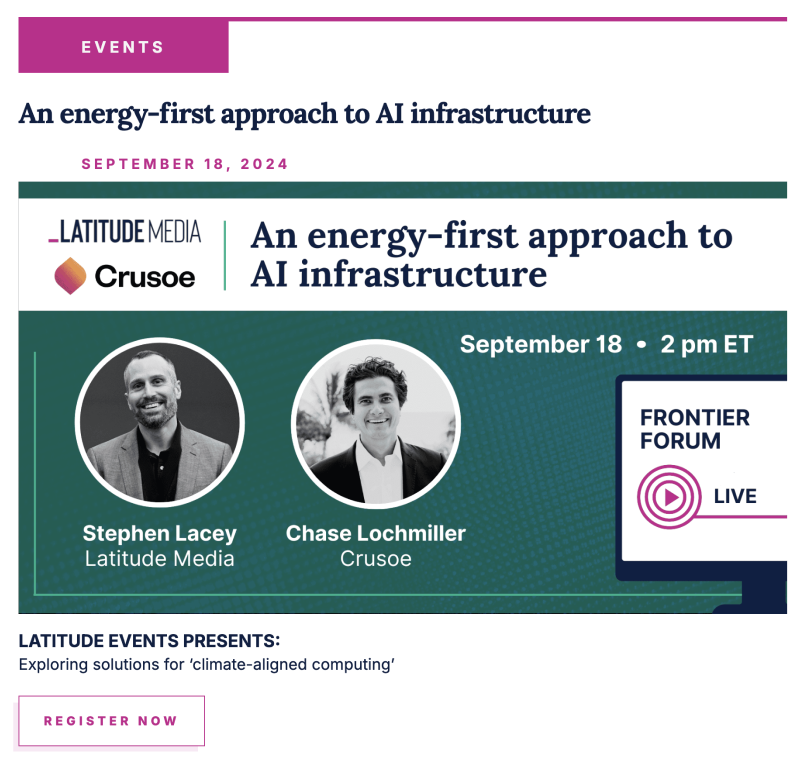 EVENTS
An energy-first approach to AI infrastructure
SEPTEMBER 18, 2024
LATITUDE MEDIA
Crusoe
An energy-first approach to
AI infrastructure
September 18 • 2 pm ET
FRONTIER
FORUM
LIVE
Stephen Lacey
Latitude Media
Chase Lochmiller
Crusoe
LATITUDE EVENTS PRESENTS:
Exploring solutions for ‘climate-aligned computing’
REGISTER NOW